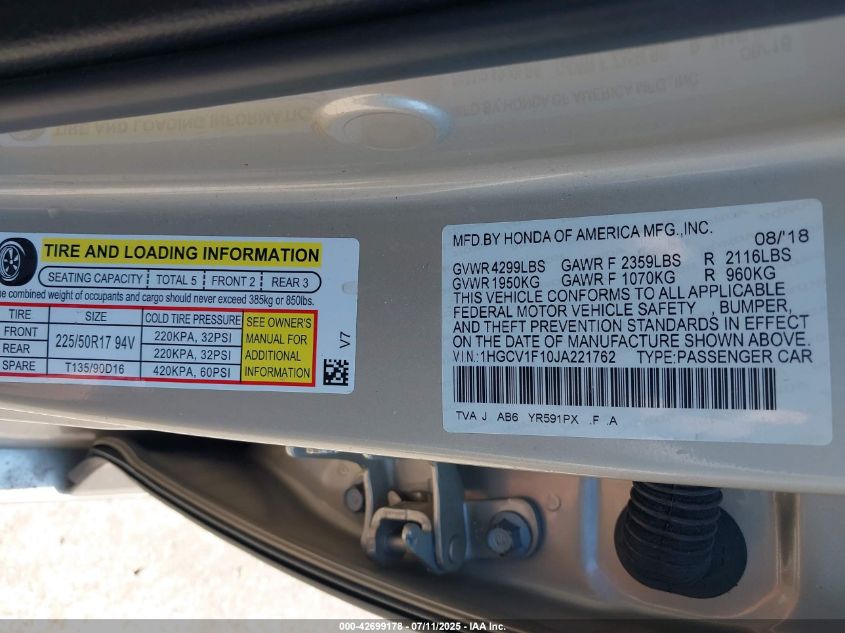 TIRE AND LOADING INFORMATION
SEATING CAPACITY TOTAL 5 FRONT 2 REAR 3
The combined weight of occupants and cargo should never exceed 385kg or 850lbs.
TIRE SIZE COLD TIRE PRESSURE
FRONT 225/50R17 94V 220KPA, 32PSI
REAR 220KPA, 32PSI
SPARE T135/90D16 420KPA, 60PSI
SEE OWNER'S
MANUAL FOR
ADDITIONAL
INFORMATION
V7
MFD BY HONDA OF AMERICA MFG.,INC. 08/'18
GVWR 4299LBS GAWR F 2359LBS R 2116LBS
GVWR 1950KG GAWR F 1070KG R 960KG
THIS VEHICLE CONFORMS TO ALL APPLICABLE
FEDERAL MOTOR VEHICLE SAFETY , BUMPER,
AND THEFT PREVENTION STANDARDS IN EFFECT
ON THE DATE OF MANUFACTURE SHOWN ABOVE.
V.I.N.:1HGCV1F10JA221762 TYPE:PASSENGER CAR
TVA J AB6 YR591PX .F .A
000-42699178 - 07/11/2025 - US.IAAI.COM